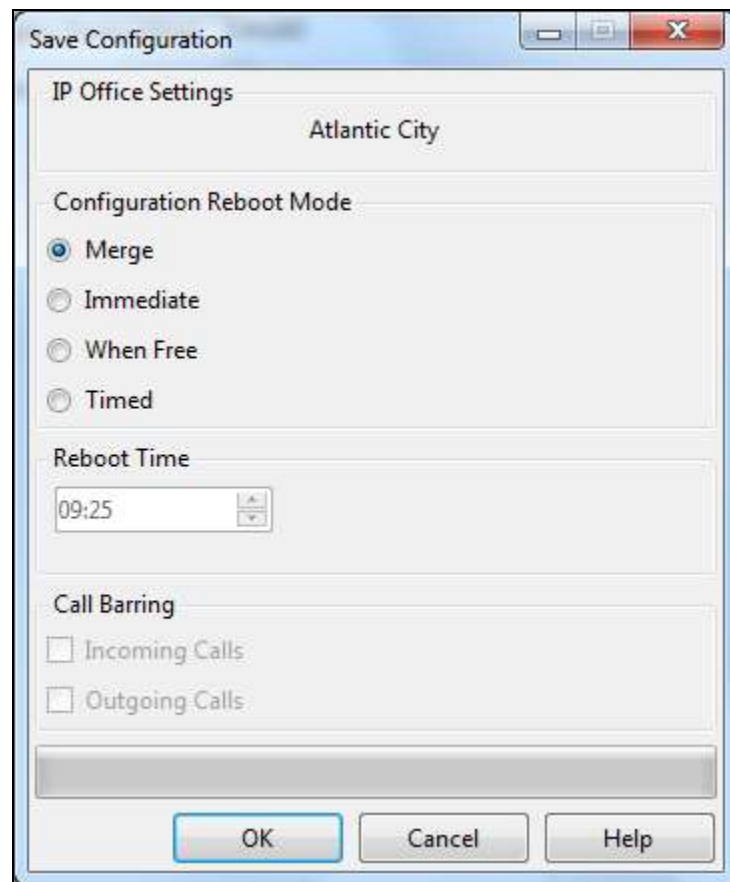 Save Configuration
IP Office Settings
Atlantic City
Configuration Reboot Mode
Merge
Immediate
When Free
Timed
Reboot Time
09:25
Call Barring
Incoming Calls
Outgoing Calls
OK
Cancel
Help